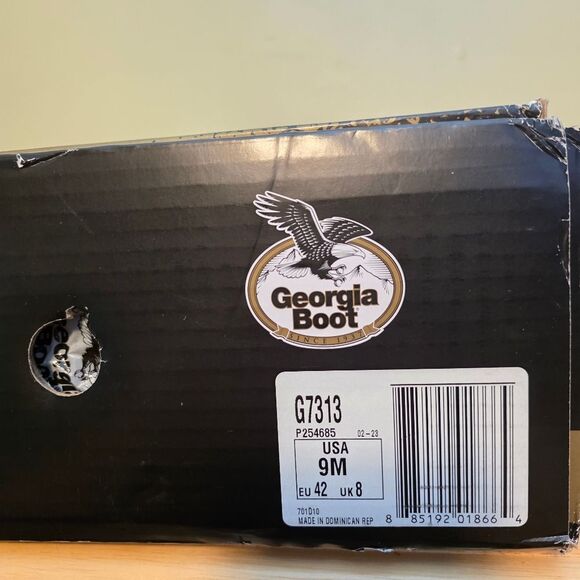 Georgia
Boot
SINCE 1937
G7313
P254685 02-23
USA
9M
EU 42 UK 8
701D10
MADE IN DOMINICAN REP
8 85192 01866 4